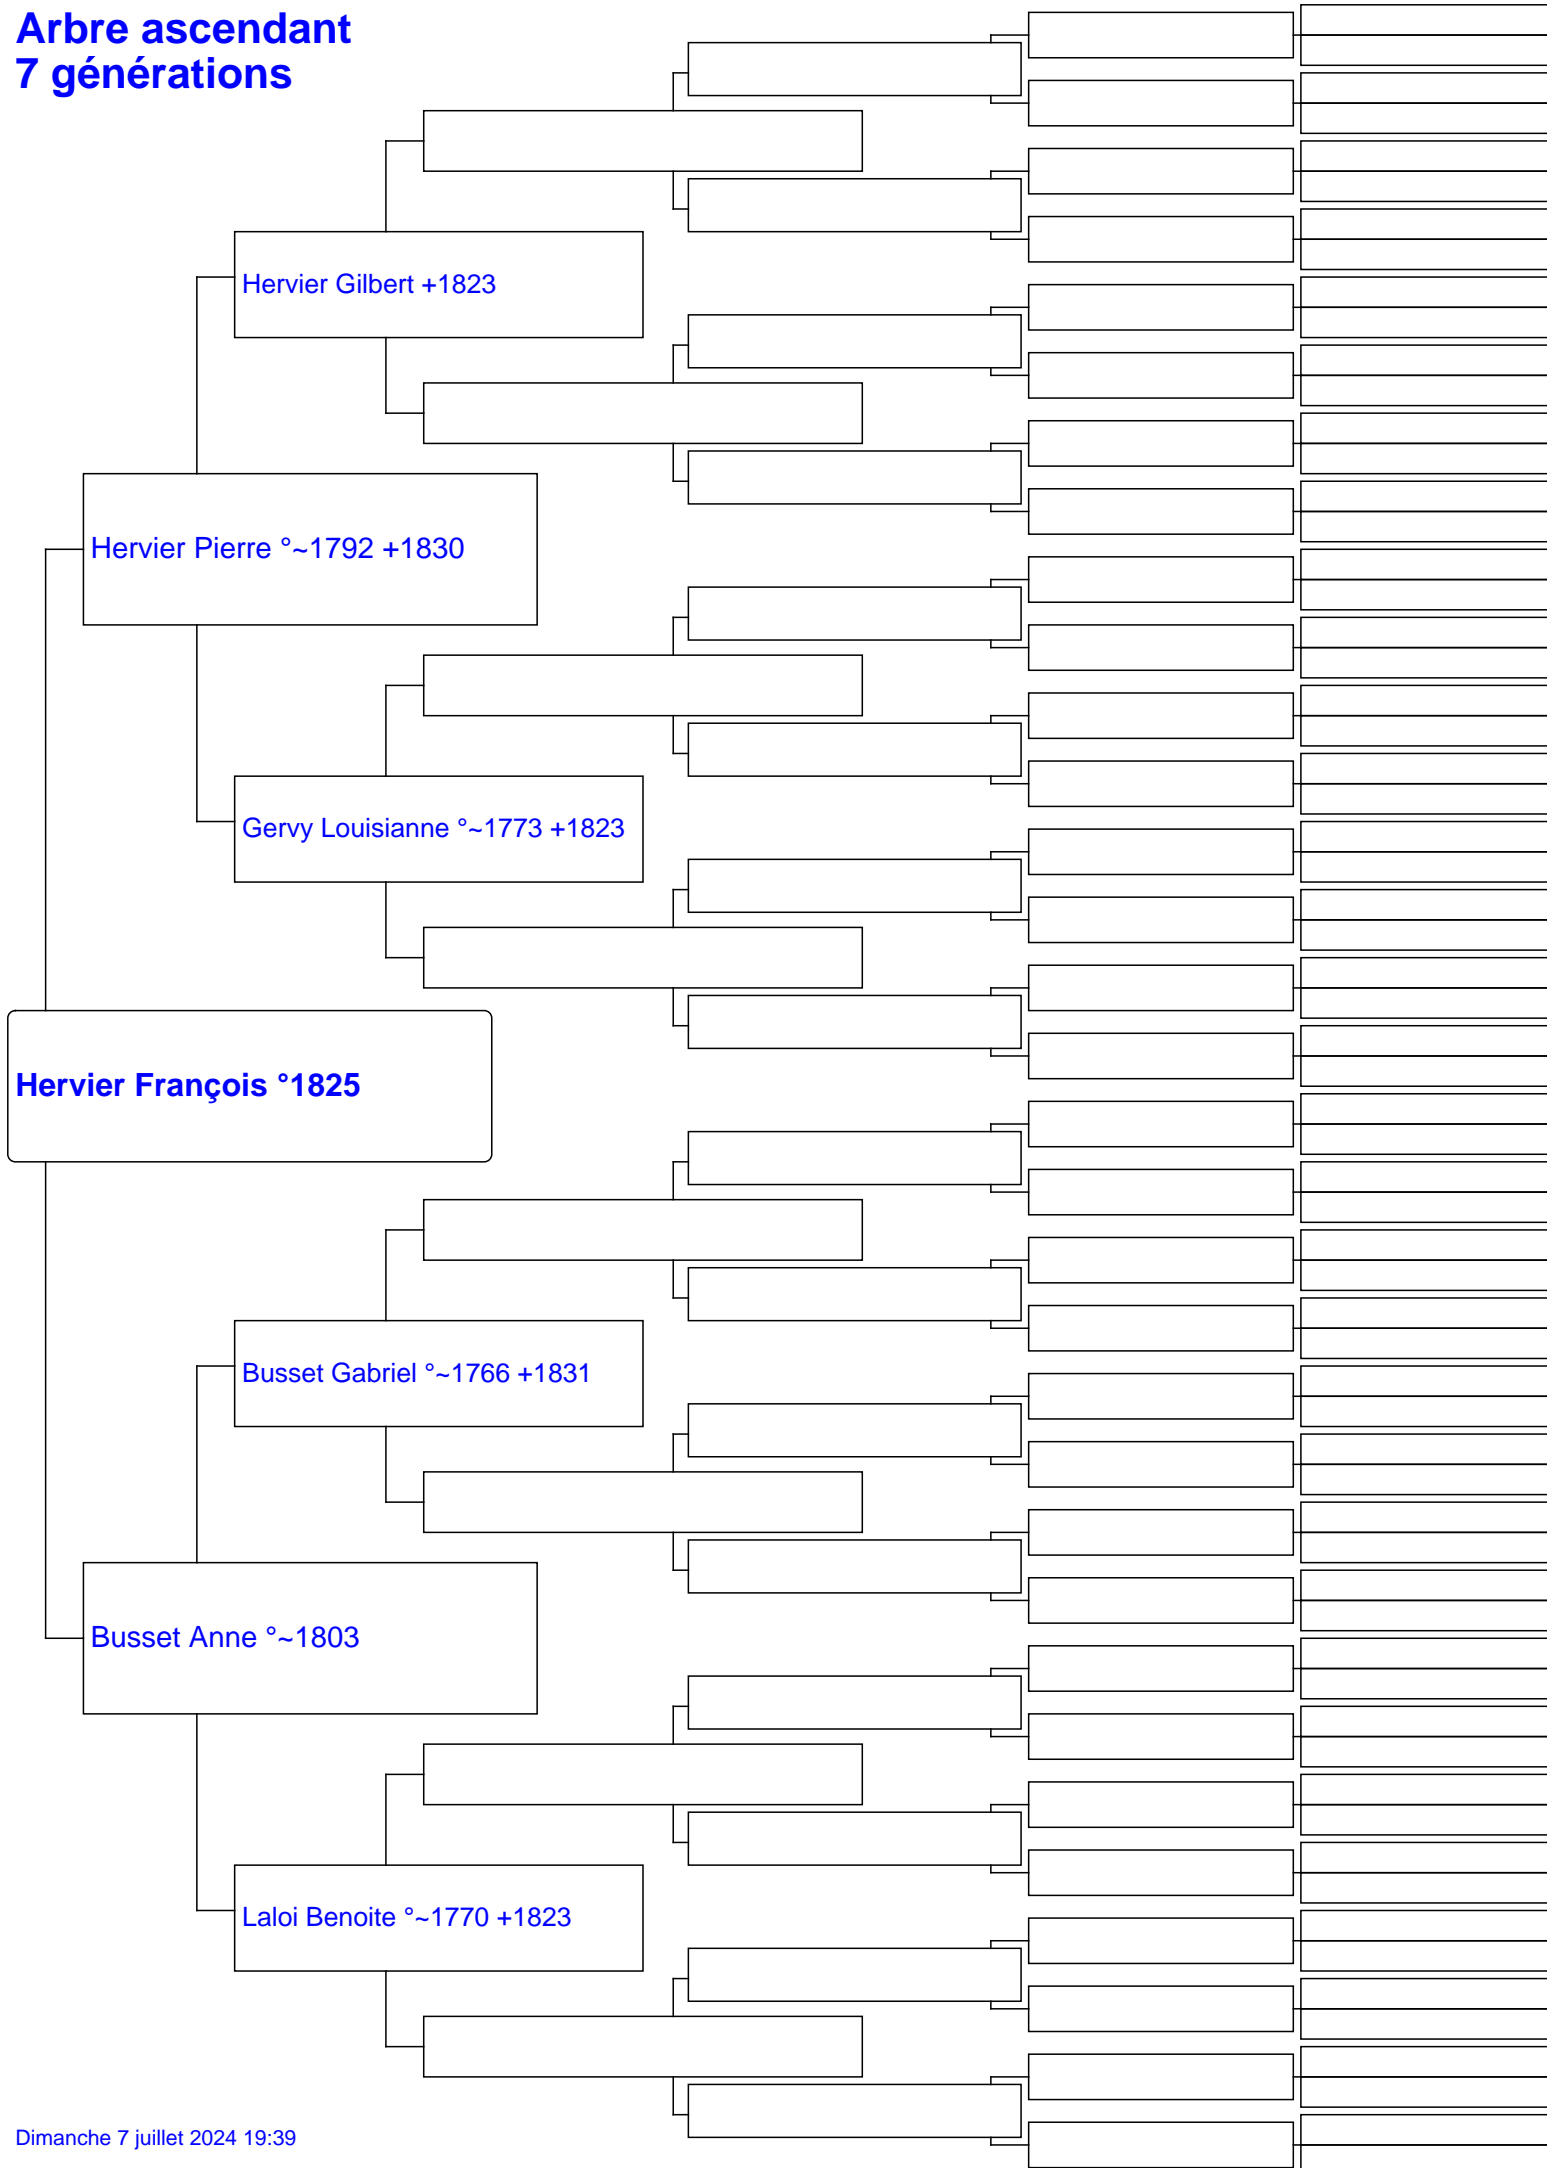 Arbre ascendant
7 générations
Hervier Gilbert +1823
Hervier Pierre °~1792 +1830
Gervy Louisianne °~1773 +1823
Hervier François °1825
Busset Gabriel °~1766 +1831
Busset Anne °~1803
Laloi Benoite °~1770 +1823
Dimanche 7 juillet 2024 19:39